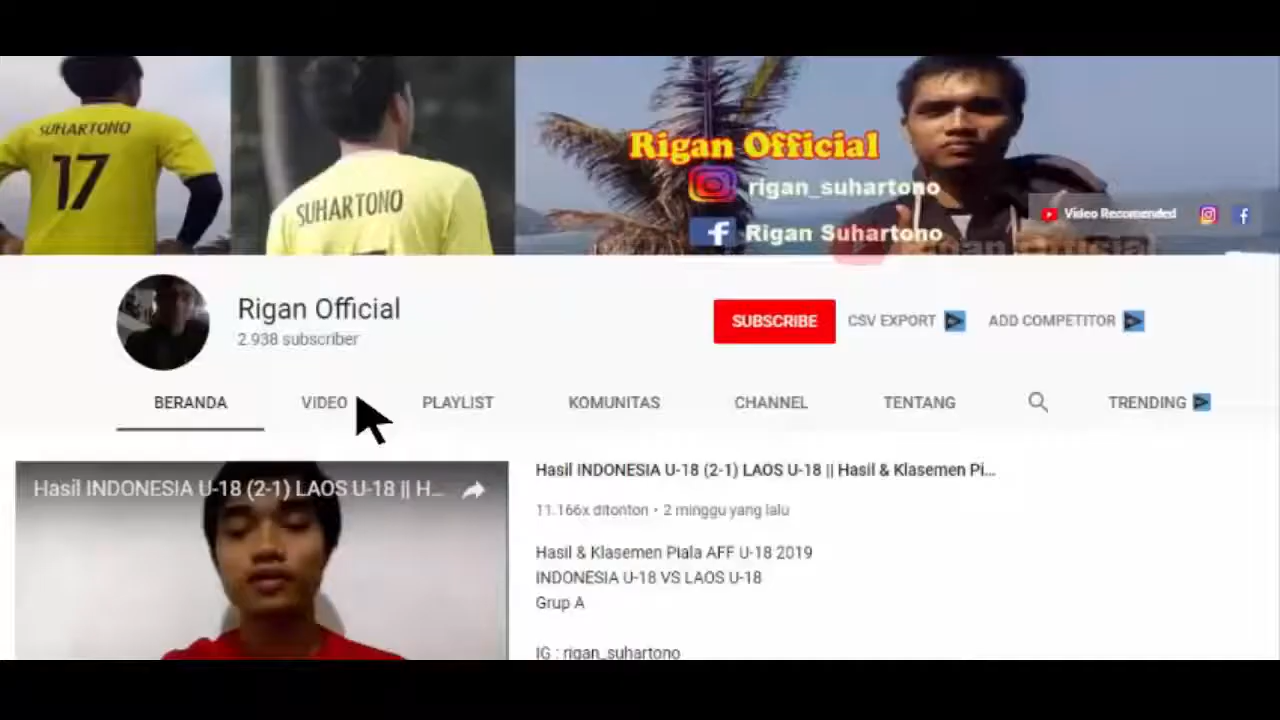 SUHARTONO
17
SUHARTONO
Rigan Official
rigan_suhartono
Rigan Suhartono
Video Recomended
Rigan Official
2.938 subscriber
SUBSCRIBE
CSV EXPORT
ADD COMPETITOR
BERANDA
VIDEO
PLAYLIST
KOMUNITAS
CHANNEL
TENTANG
TRENDING
Hasil INDONESIA U-18 (2-1) LAOS U-18 || H...
Hasil INDONESIA U-18 (2-1) LAOS U-18 || Hasil & Klasemen Pi...
11.166x ditonton • 2 minggu yang lalu
Hasil & Klasemen Piala AFF U-18 2019
INDONESIA U-18 VS LAOS U-18
Grup A
IG : rigan_suhartono